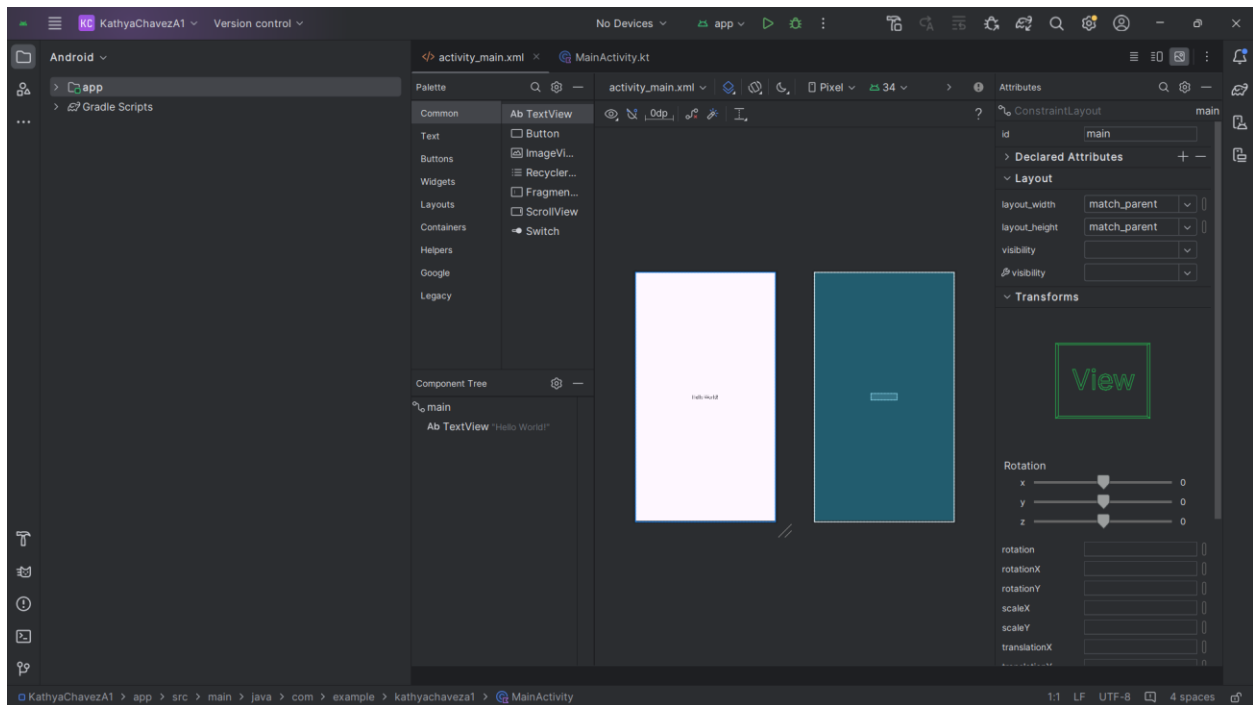 KC KathyaChavezA1 Version control No Devices app
Android
app
Gradle Scripts
activity_main.xml MainActivity.kt
Palette
Common
Text
Buttons
Widgets
Layouts
Containers
Helpers
Google
Legacy
Ab TextView
Button
ImageVi...
Recycler...
Fragmen...
ScrollView
Switch
Component Tree
main
Ab TextView "Hello World!"
activity_main.xml Pixel 34
0dp
?
Hello World!
Attributes
ConstraintLayout main
id main
Declared Attributes
Layout
layout_width match_parent
layout_height match_parent
visibility
visibility
Transforms
View
Rotation
x 0
y 0
z 0
rotation
rotationX
rotationY
scaleX
scaleY
translationX
KathyaChavezA1 > app > src > main > java > com > example > kathyachaveza1 > MainActivity 1:1 LF UTF-8 4 spaces